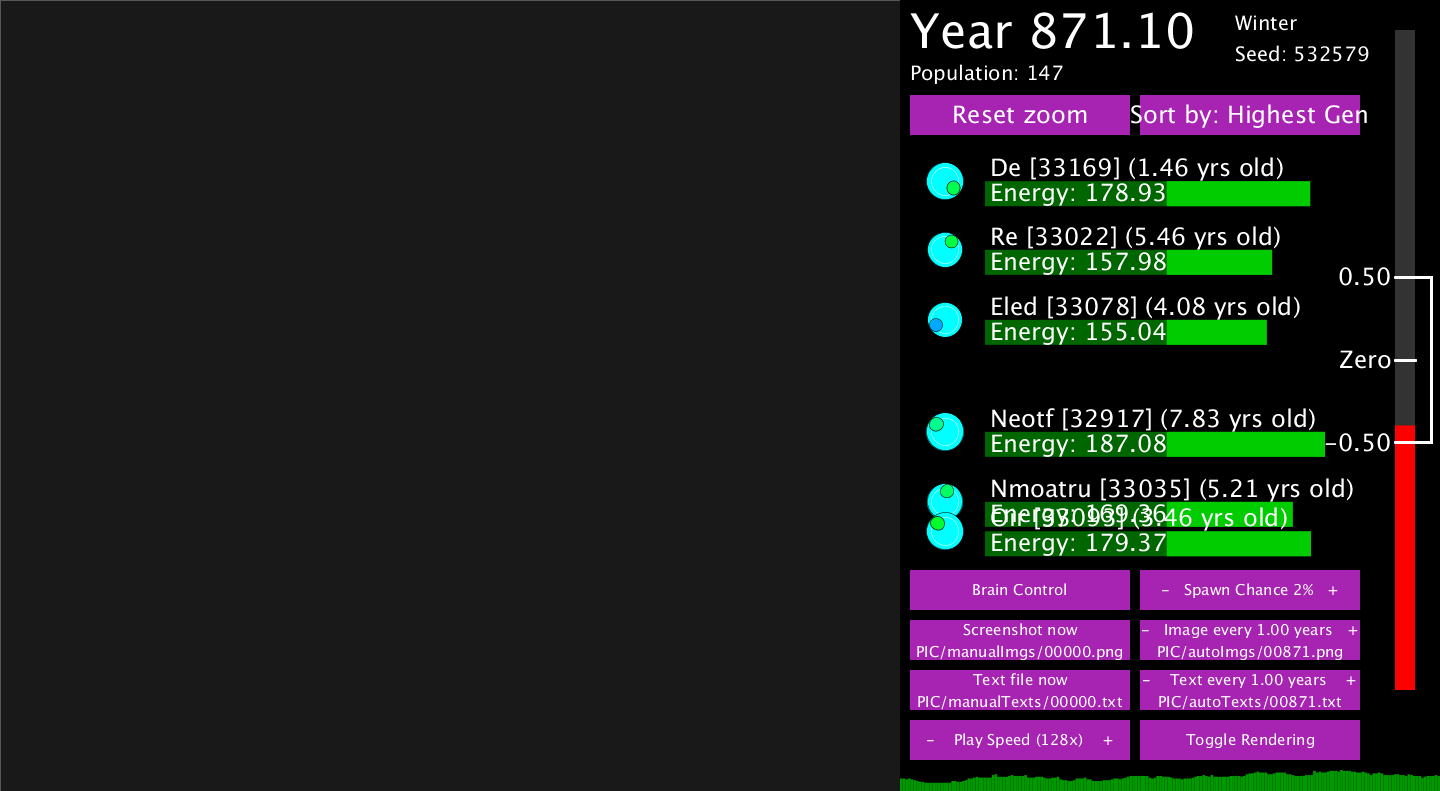 Year 871.10
Winter
Seed: 532579
Population: 147
Reset zoom
Sort by: Highest Gen
De [33169] (1.46 yrs old)
Energy: 178.93
Re [33022] (5.46 yrs old)
Energy: 157.98
0.50
Eled [33078] (4.08 yrs old)
Energy: 155.04
Zero
Neotf [32917] (7.83 yrs old)
Energy: 187.08
-0.50
Nmoatru [33035] (5.21 yrs old)
Energy: 169.36
[33093] (3.46 yrs old)
Energy: 179.37
Brain Control
- Spawn Chance 2% +
Screenshot now
PIC/manualImgs/00000.png
- Image every 1.00 years +
PIC/autoImgs/00871.png
Text file now
PIC/manualTexts/00000.txt
- Text every 1.00 years +
PIC/autoTexts/00871.txt
- Play Speed (128x) +
Toggle Rendering